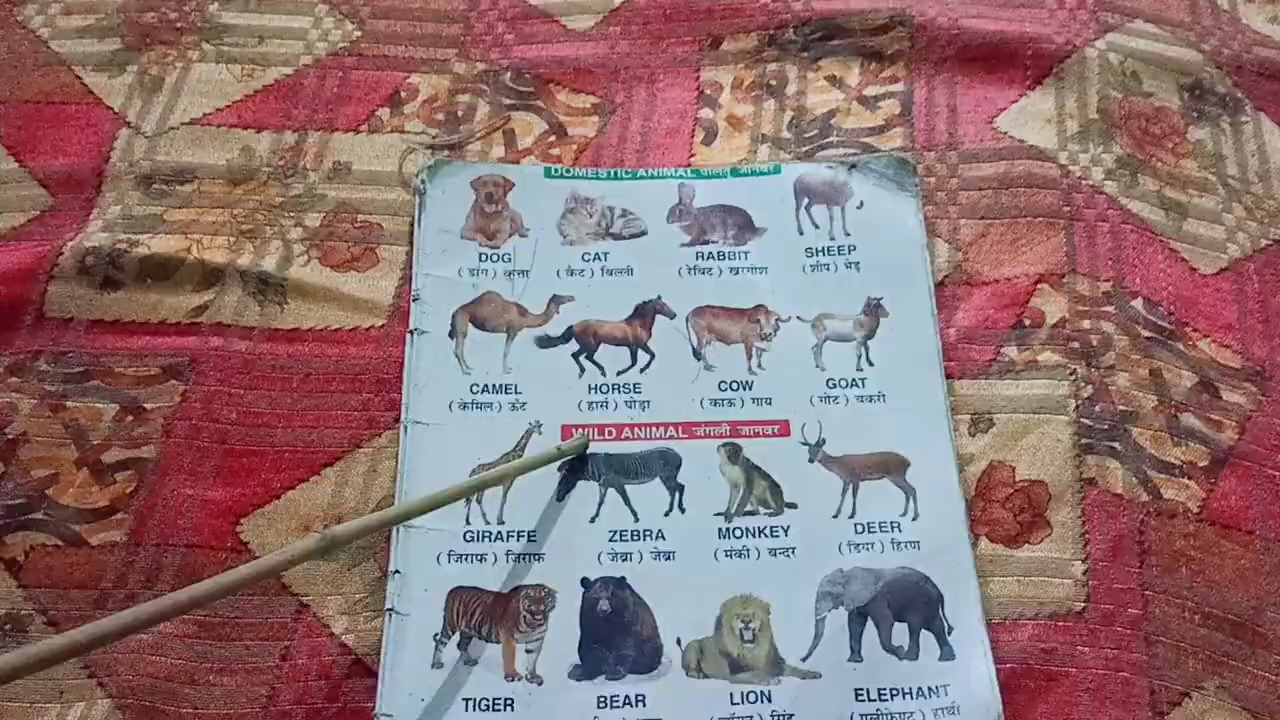 DOMESTIC ANIMAL पालतु जानवर
DOG CAT RABBIT SHEEP
( डॉग ) कुत्ता ( कैट ) बिल्ली ( रेबिट ) खरगोश ( शीप ) भेड़
CAMEL HORSE COW GOAT
( केमिल ) ऊँट ( हार्स ) घोड़ा ( काऊ ) गाय ( गोट ) बकरी
WILD ANIMAL जंगली जानवर
GIRAFFE ZEBRA MONKEY DEER
( जिराफ ) जिराफ ( जेब्रा ) जेब्रा ( मंकी ) बन्दर ( डियर ) हिरण
TIGER BEAR LION ELEPHANT
( एलीफेण्ट ) हाथी